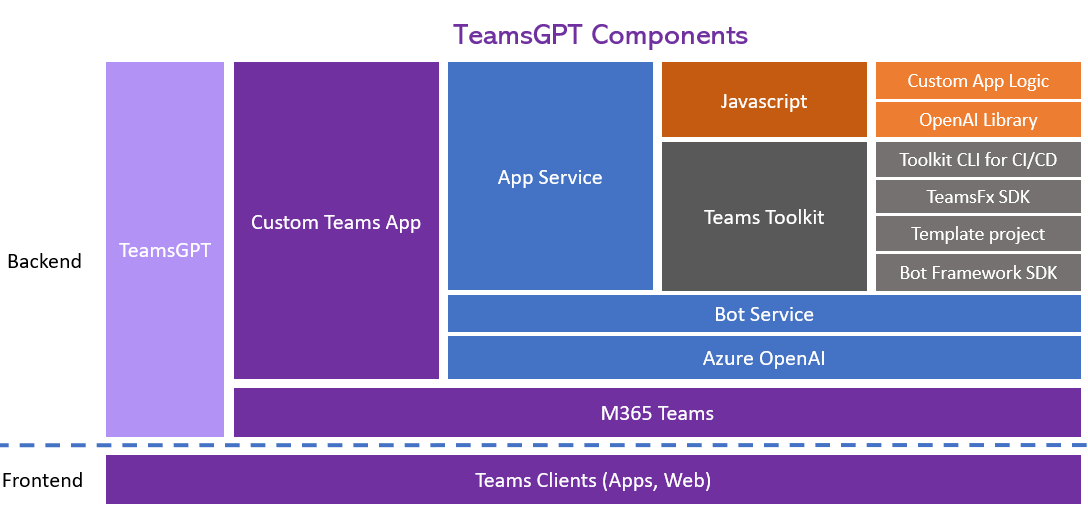 TeamsGPT Components
Backend
TeamsGPT
Custom Teams App
App Service
Javascript
Custom App Logic
OpenAI Library
Teams Toolkit
Toolkit CLI for CI/CD
TeamsFx SDK
Template project
Bot Framework SDK
Bot Service
Azure OpenAI
M365 Teams
Frontend
Teams Clients (Apps, Web)